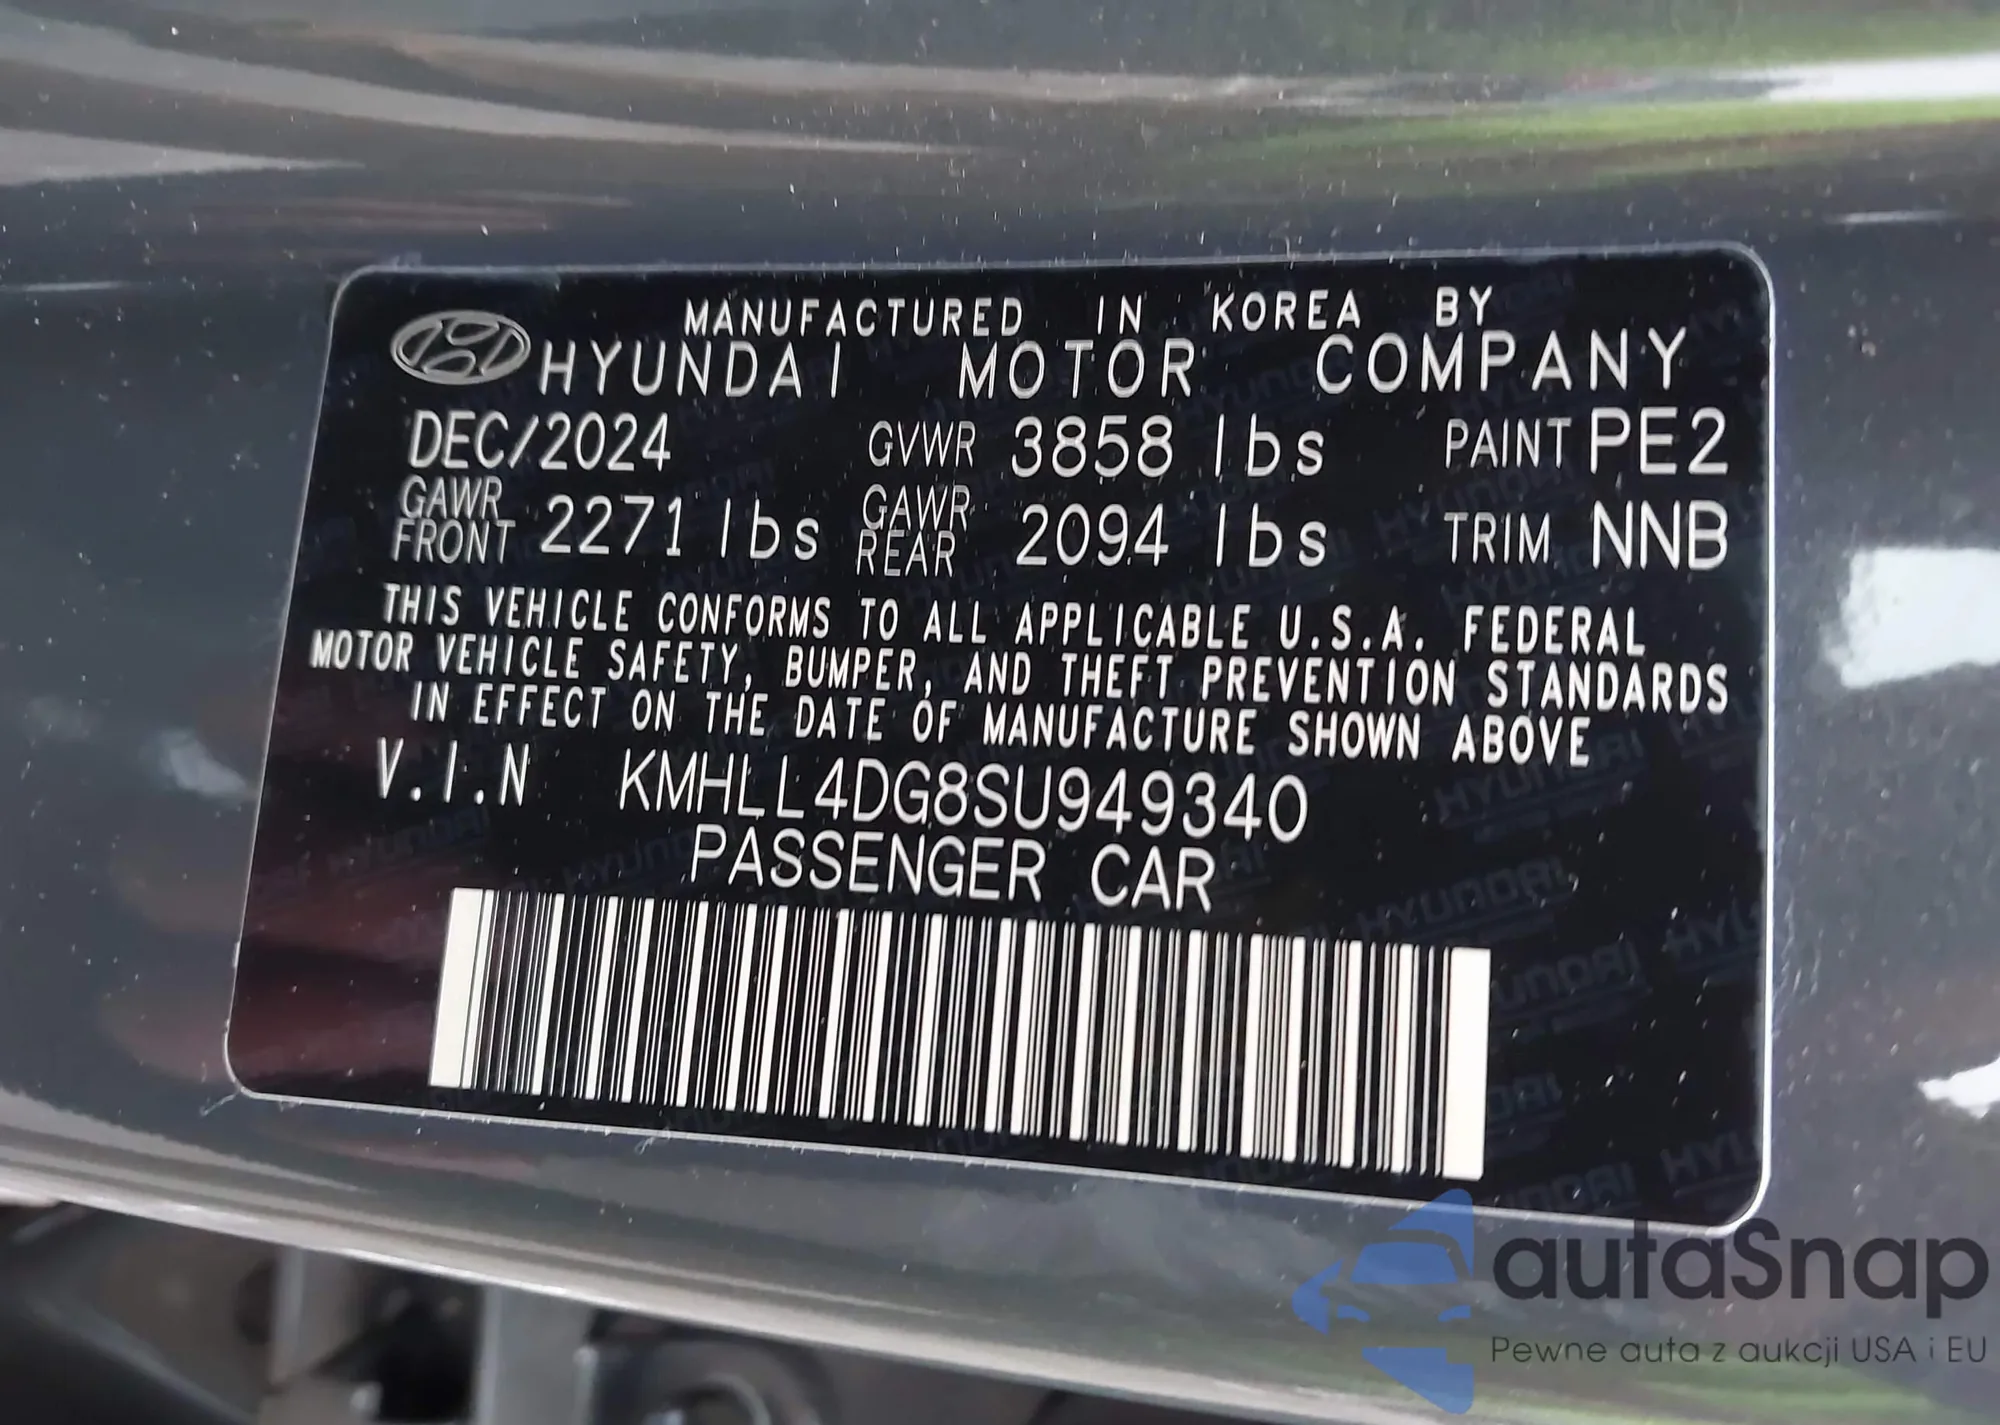 MANUFACTURED IN KOREA BY
HYUNDAI MOTOR COMPANY
DEC/2024 GVWR 3858 lbs PAINT PE2
GAWR FRONT 2271 lbs GAWR REAR 2094 lbs TRIM NNB
THIS VEHICLE CONFORMS TO ALL APPLICABLE U.S.A. FEDERAL
MOTOR VEHICLE SAFETY, BUMPER, AND THEFT PREVENTION STANDARDS
IN EFFECT ON THE DATE OF MANUFACTURE SHOWN ABOVE
V.I.N KMHLL4DG8SU949340
PASSENGER CAR
autaSnap
Pewne auta z aukcji USA i EU